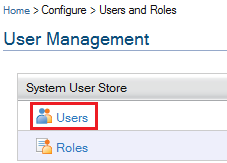 Home > Configure > Users and Roles
User Management
System User Store
Users
Roles